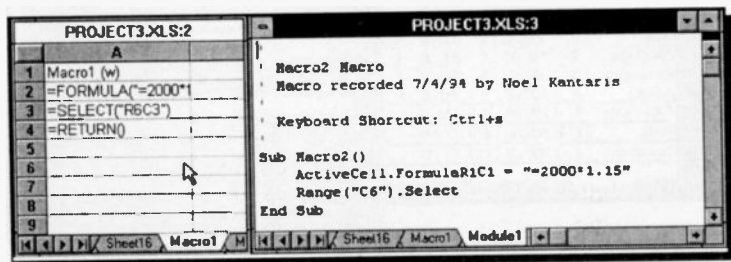 PROJECT3.XLS:2
A
1 Macro1 (w)
2 =FORMULA("=2000*1
3 =SELECT("R6C3")
4 =RETURN()
5
6
7
8
9
Sheet16 Macro1 M
PROJECT3.XLS:3
'
' Macro2 Macro
' Macro recorded 7/4/94 by Noel Kantaris
'
' Keyboard Shortcut: Ctrl+s
'
Sub Macro2()
ActiveCell.FormulaR1C1 = "=2000*1.15"
Range("C6").Select
End Sub
Sheet16 Macro1 Module1